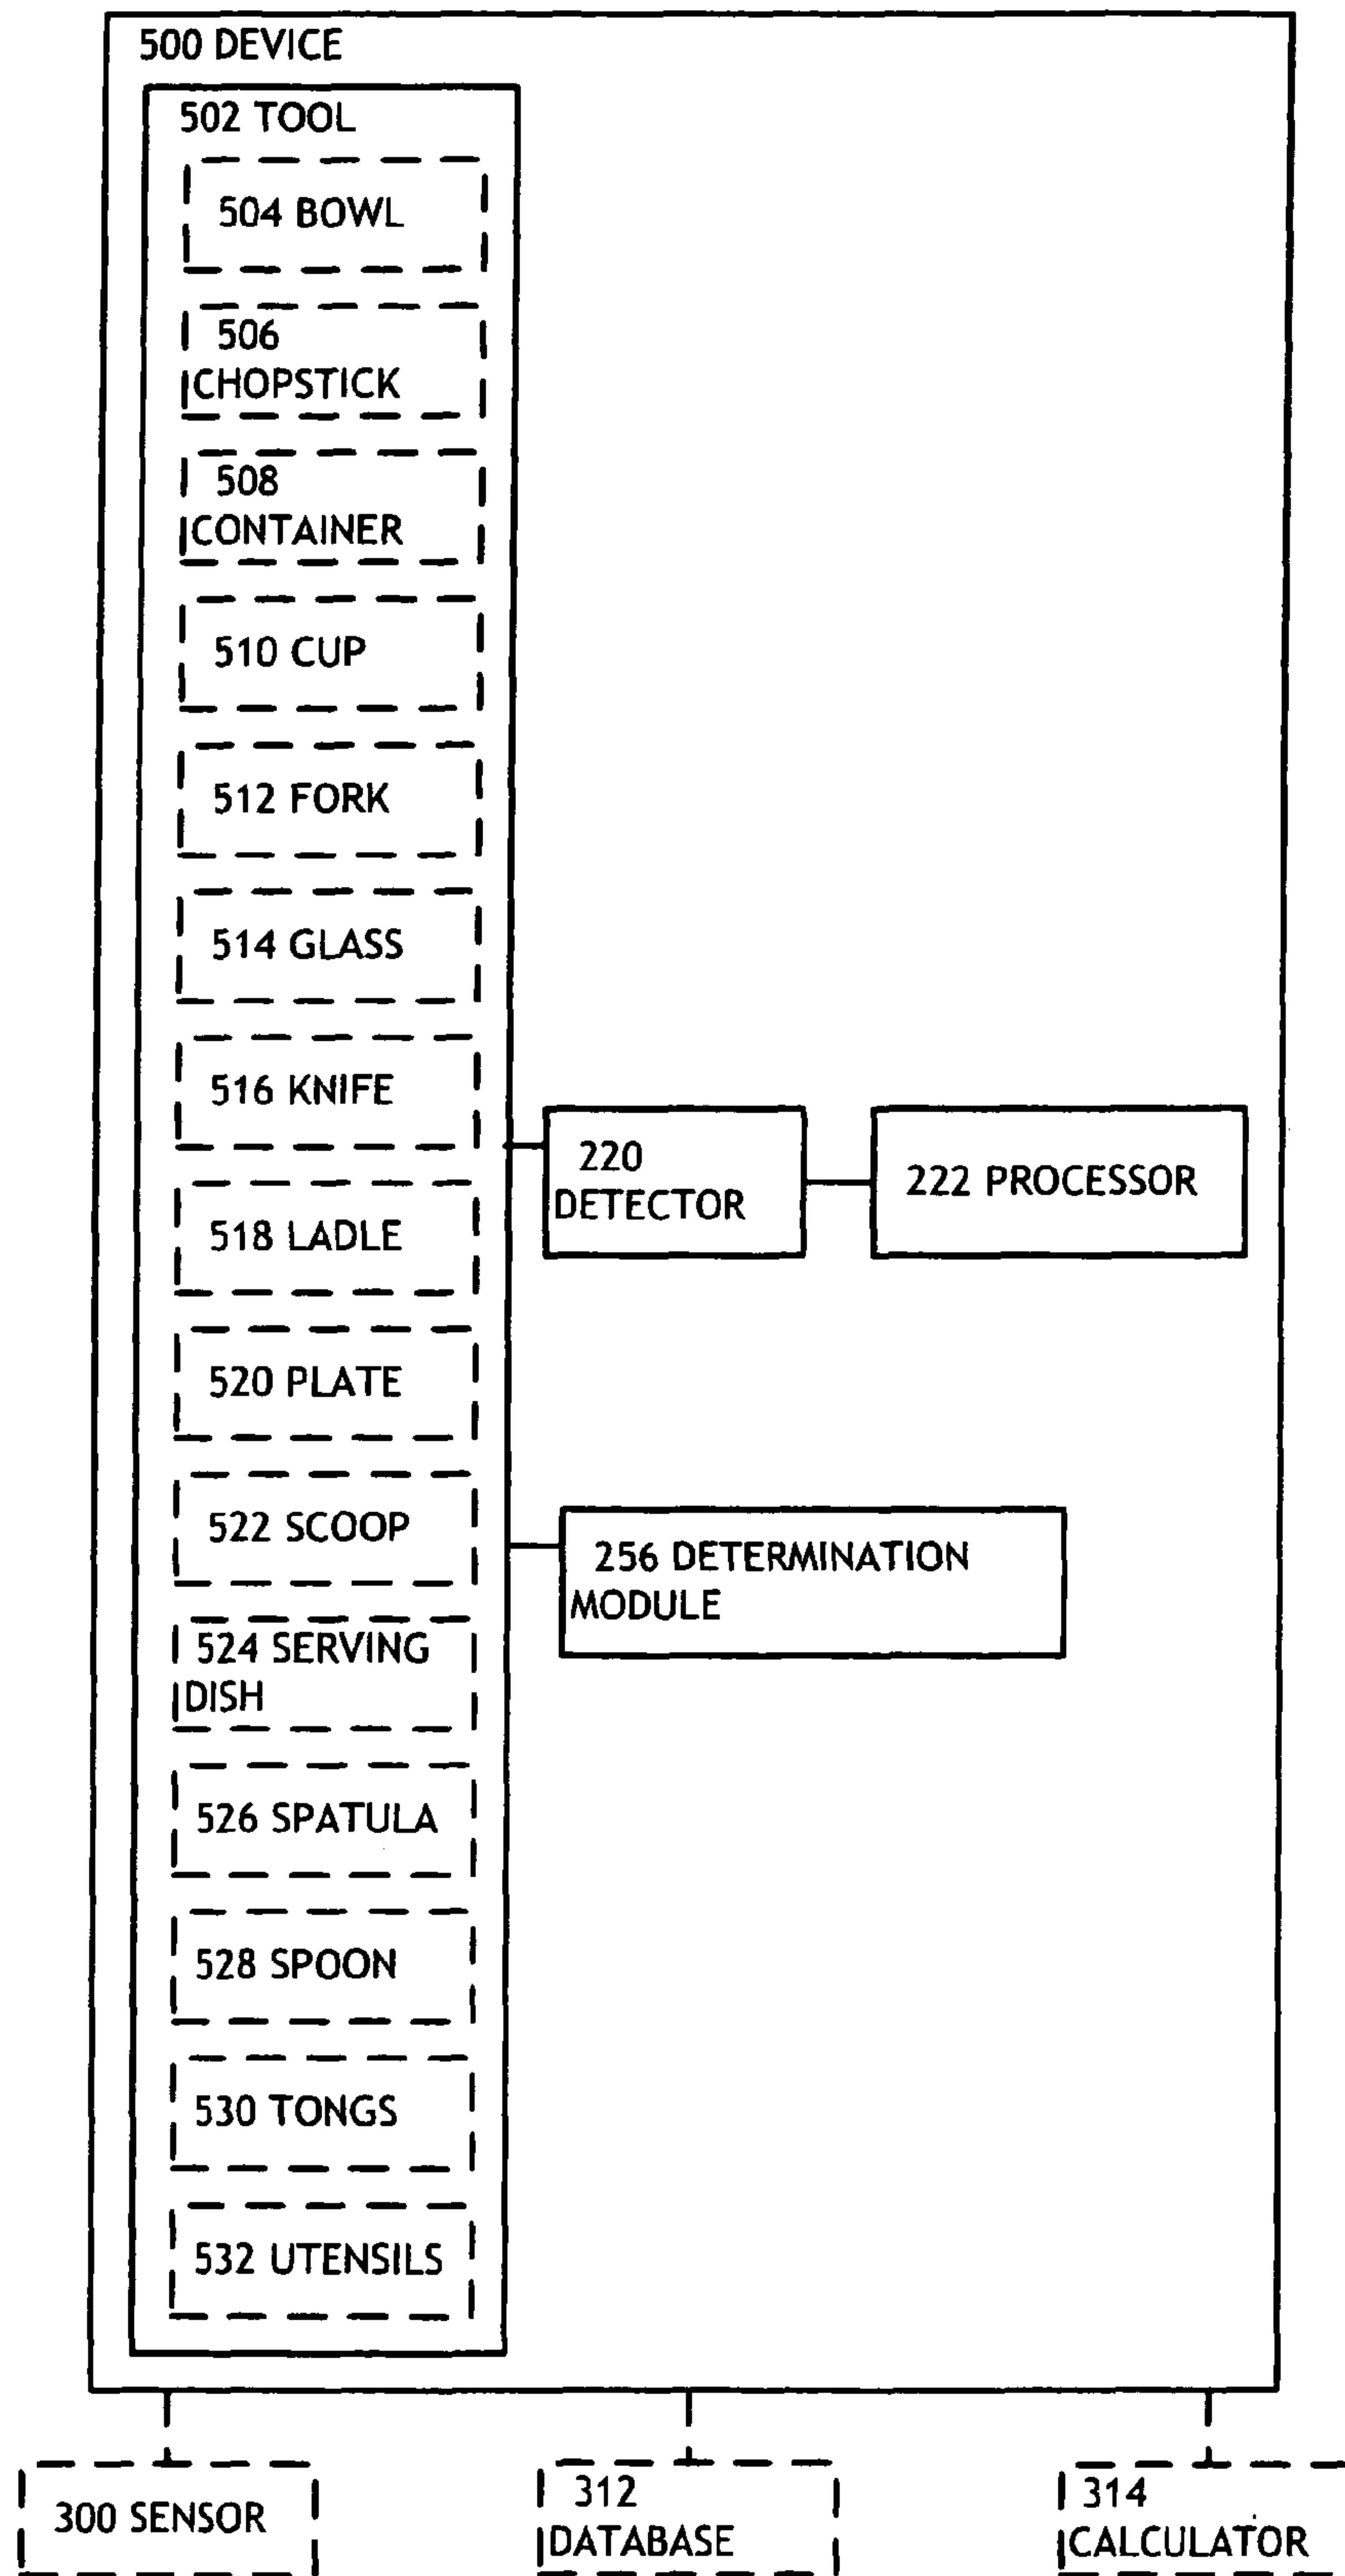 500 DEVICE
502 TOOL
504 BOWL
506
CHOPSTICK
508
CONTAINER
510 CUP
512 FORK
514 GLASS
516 KNIFE
518 LADLE
520 PLATE
522 SCOOP
524 SERVING
DISH
526 SPATULA
528 SPOON
530 TONGS
532 UTENSILS
220
DETECTOR
222 PROCESSOR
256 DETERMINATION
MODULE
300 SENSOR
312
DATABASE
314
CALCULATOR